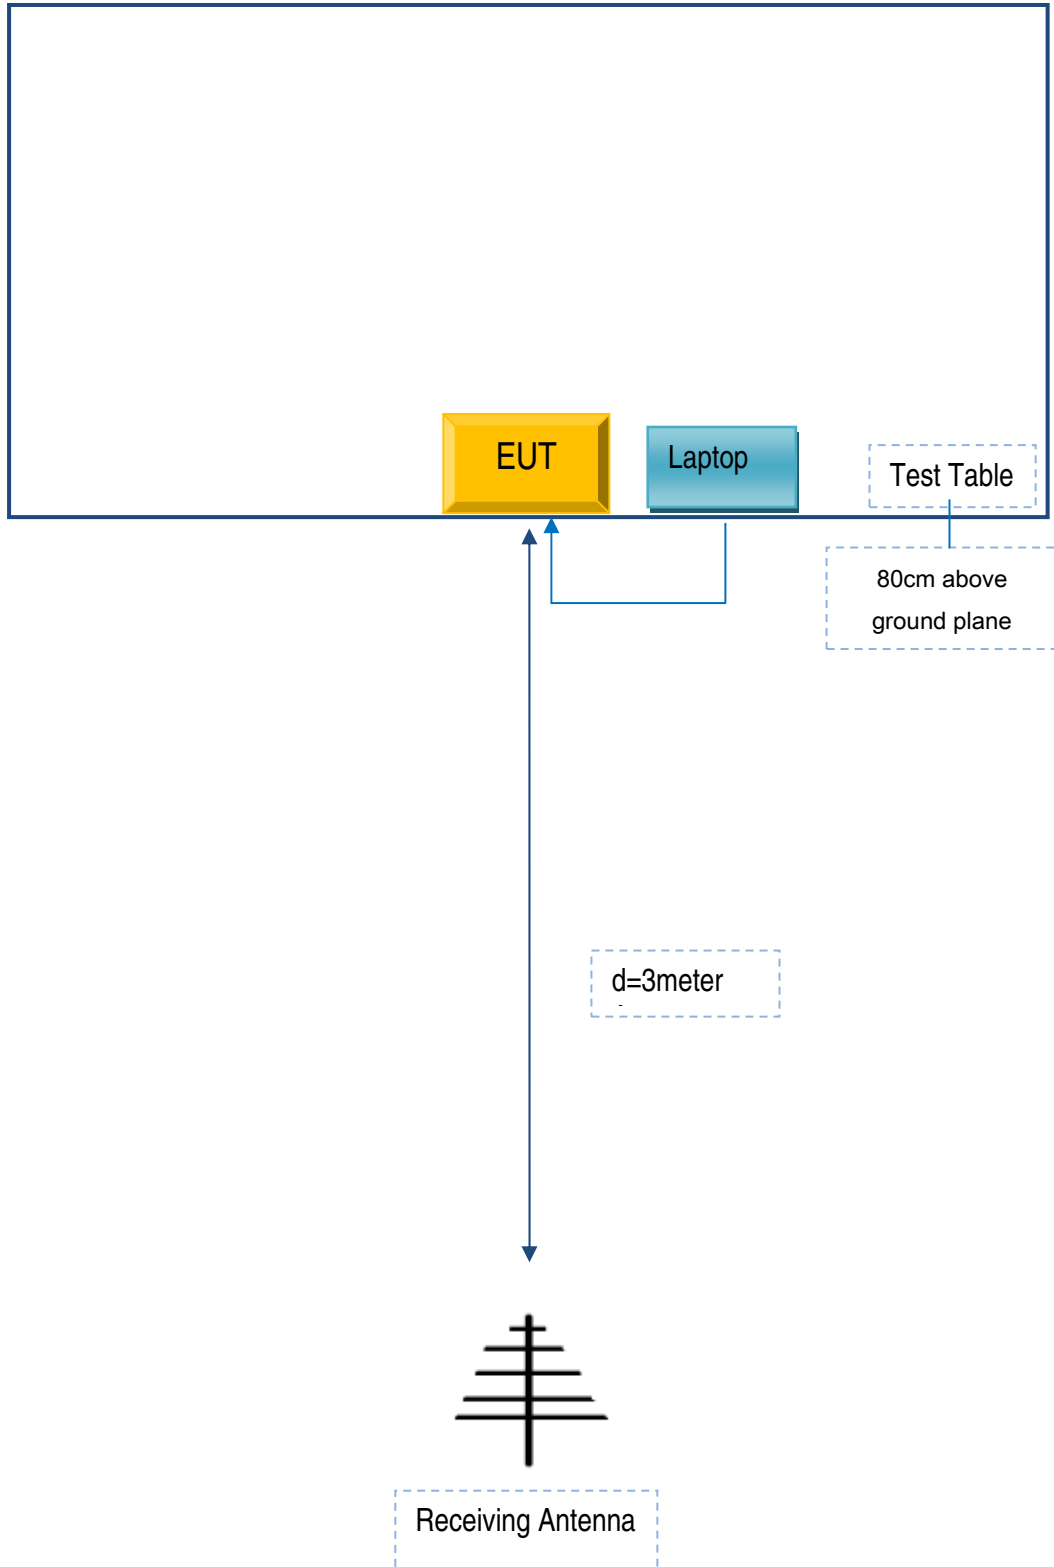 EUT
Laptop
Test Table
80cm above
ground plane
d=3meter
Receiving Antenna